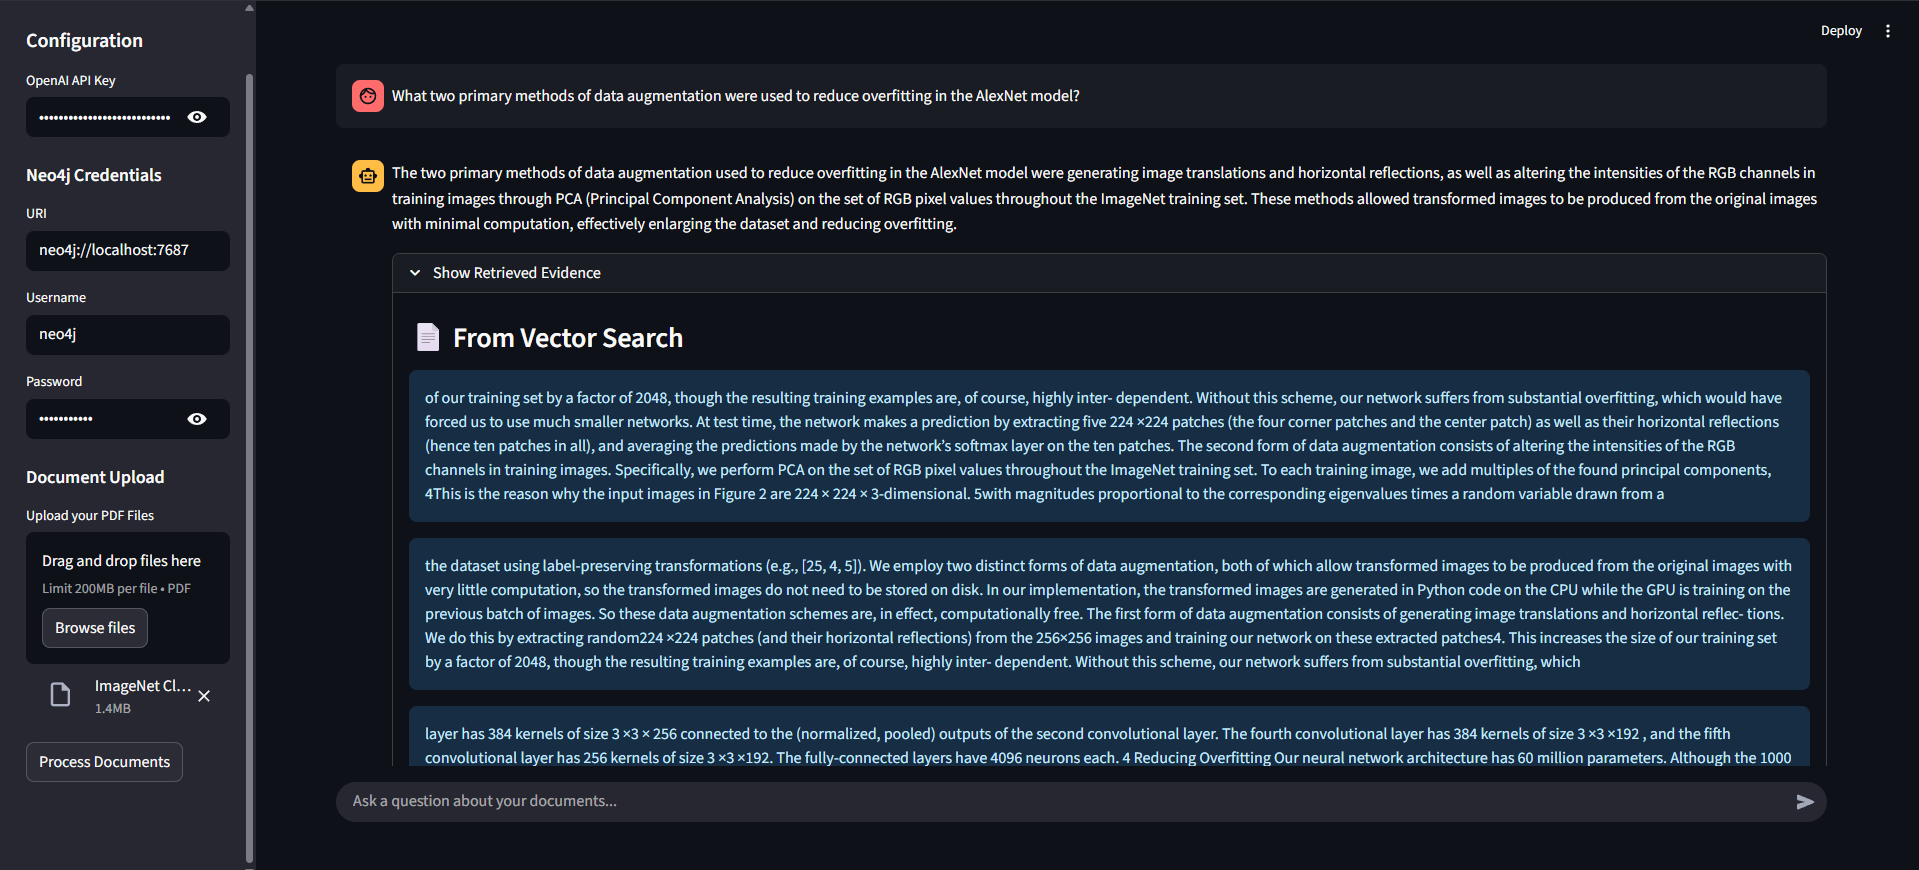 Configuration
OpenAI API Key
••••••••••••••••••••••••••••
Neo4j Credentials
URI
neo4j://localhost:7687
Username
neo4j
Password
•••••••••••
Document Upload
Upload your PDF Files
Drag and drop files here
Limit 200MB per file • PDF
Browse files
ImageNet Cl...
1.4MB
Process Documents
Deploy
What two primary methods of data augmentation were used to reduce overfitting in the AlexNet model?
The two primary methods of data augmentation used to reduce overfitting in the AlexNet model were generating image translations and horizontal reflections, as well as altering the intensities of the RGB channels in
training images through PCA (Principal Component Analysis) on the set of RGB pixel values throughout the ImageNet training set. These methods allowed transformed images to be produced from the original images
with minimal computation, effectively enlarging the dataset and reducing overfitting.
Show Retrieved Evidence
From Vector Search
of our training set by a factor of 2048, though the resulting training examples are, of course, highly inter- dependent. Without this scheme, our network suffers from substantial overfitting, which would have
forced us to use much smaller networks. At test time, the network makes a prediction by extracting five 224 ×224 patches (the four corner patches and the center patch) as well as their horizontal reflections
(hence ten patches in all), and averaging the predictions made by the network's softmax layer on the ten patches. The second form of data augmentation consists of altering the intensities of the RGB
channels in training images. Specifically, we perform PCA on the set of RGB pixel values throughout the ImageNet training set. To each training image, we add multiples of the found principal components,
4This is the reason why the input images in Figure 2 are 224 × 224 × 3-dimensional. 5with magnitudes proportional to the corresponding eigenvalues times a random variable drawn from a
the dataset using label-preserving transformations (e.g., [25, 4, 5]). We employ two distinct forms of data augmentation, both of which allow transformed images to be produced from the original images with
very little computation, so the transformed images do not need to be stored on disk. In our implementation, the transformed images are generated in Python code on the CPU while the GPU is training on the
previous batch of images. So these data augmentation schemes are, in effect, computationally free. The first form of data augmentation consists of generating image translations and horizontal reflec- tions.
We do this by extracting random224 ×224 patches (and their horizontal reflections) from the 256×256 images and training our network on these extracted patches4. This increases the size of our training set
by a factor of 2048, though the resulting training examples are, of course, highly inter- dependent. Without this scheme, our network suffers from substantial overfitting, which
layer has 384 kernels of size 3 ×3 × 256 connected to the (normalized, pooled) outputs of the second convolutional layer. The fourth convolutional layer has 384 kernels of size 3 ×3 ×192 , and the fifth
convolutional layer has 256 kernels of size 3 ×3 ×192. The fully-connected layers have 4096 neurons each. 4 Reducing Overfitting Our neural network architecture has 60 million parameters. Although the 1000
Ask a question about your documents...